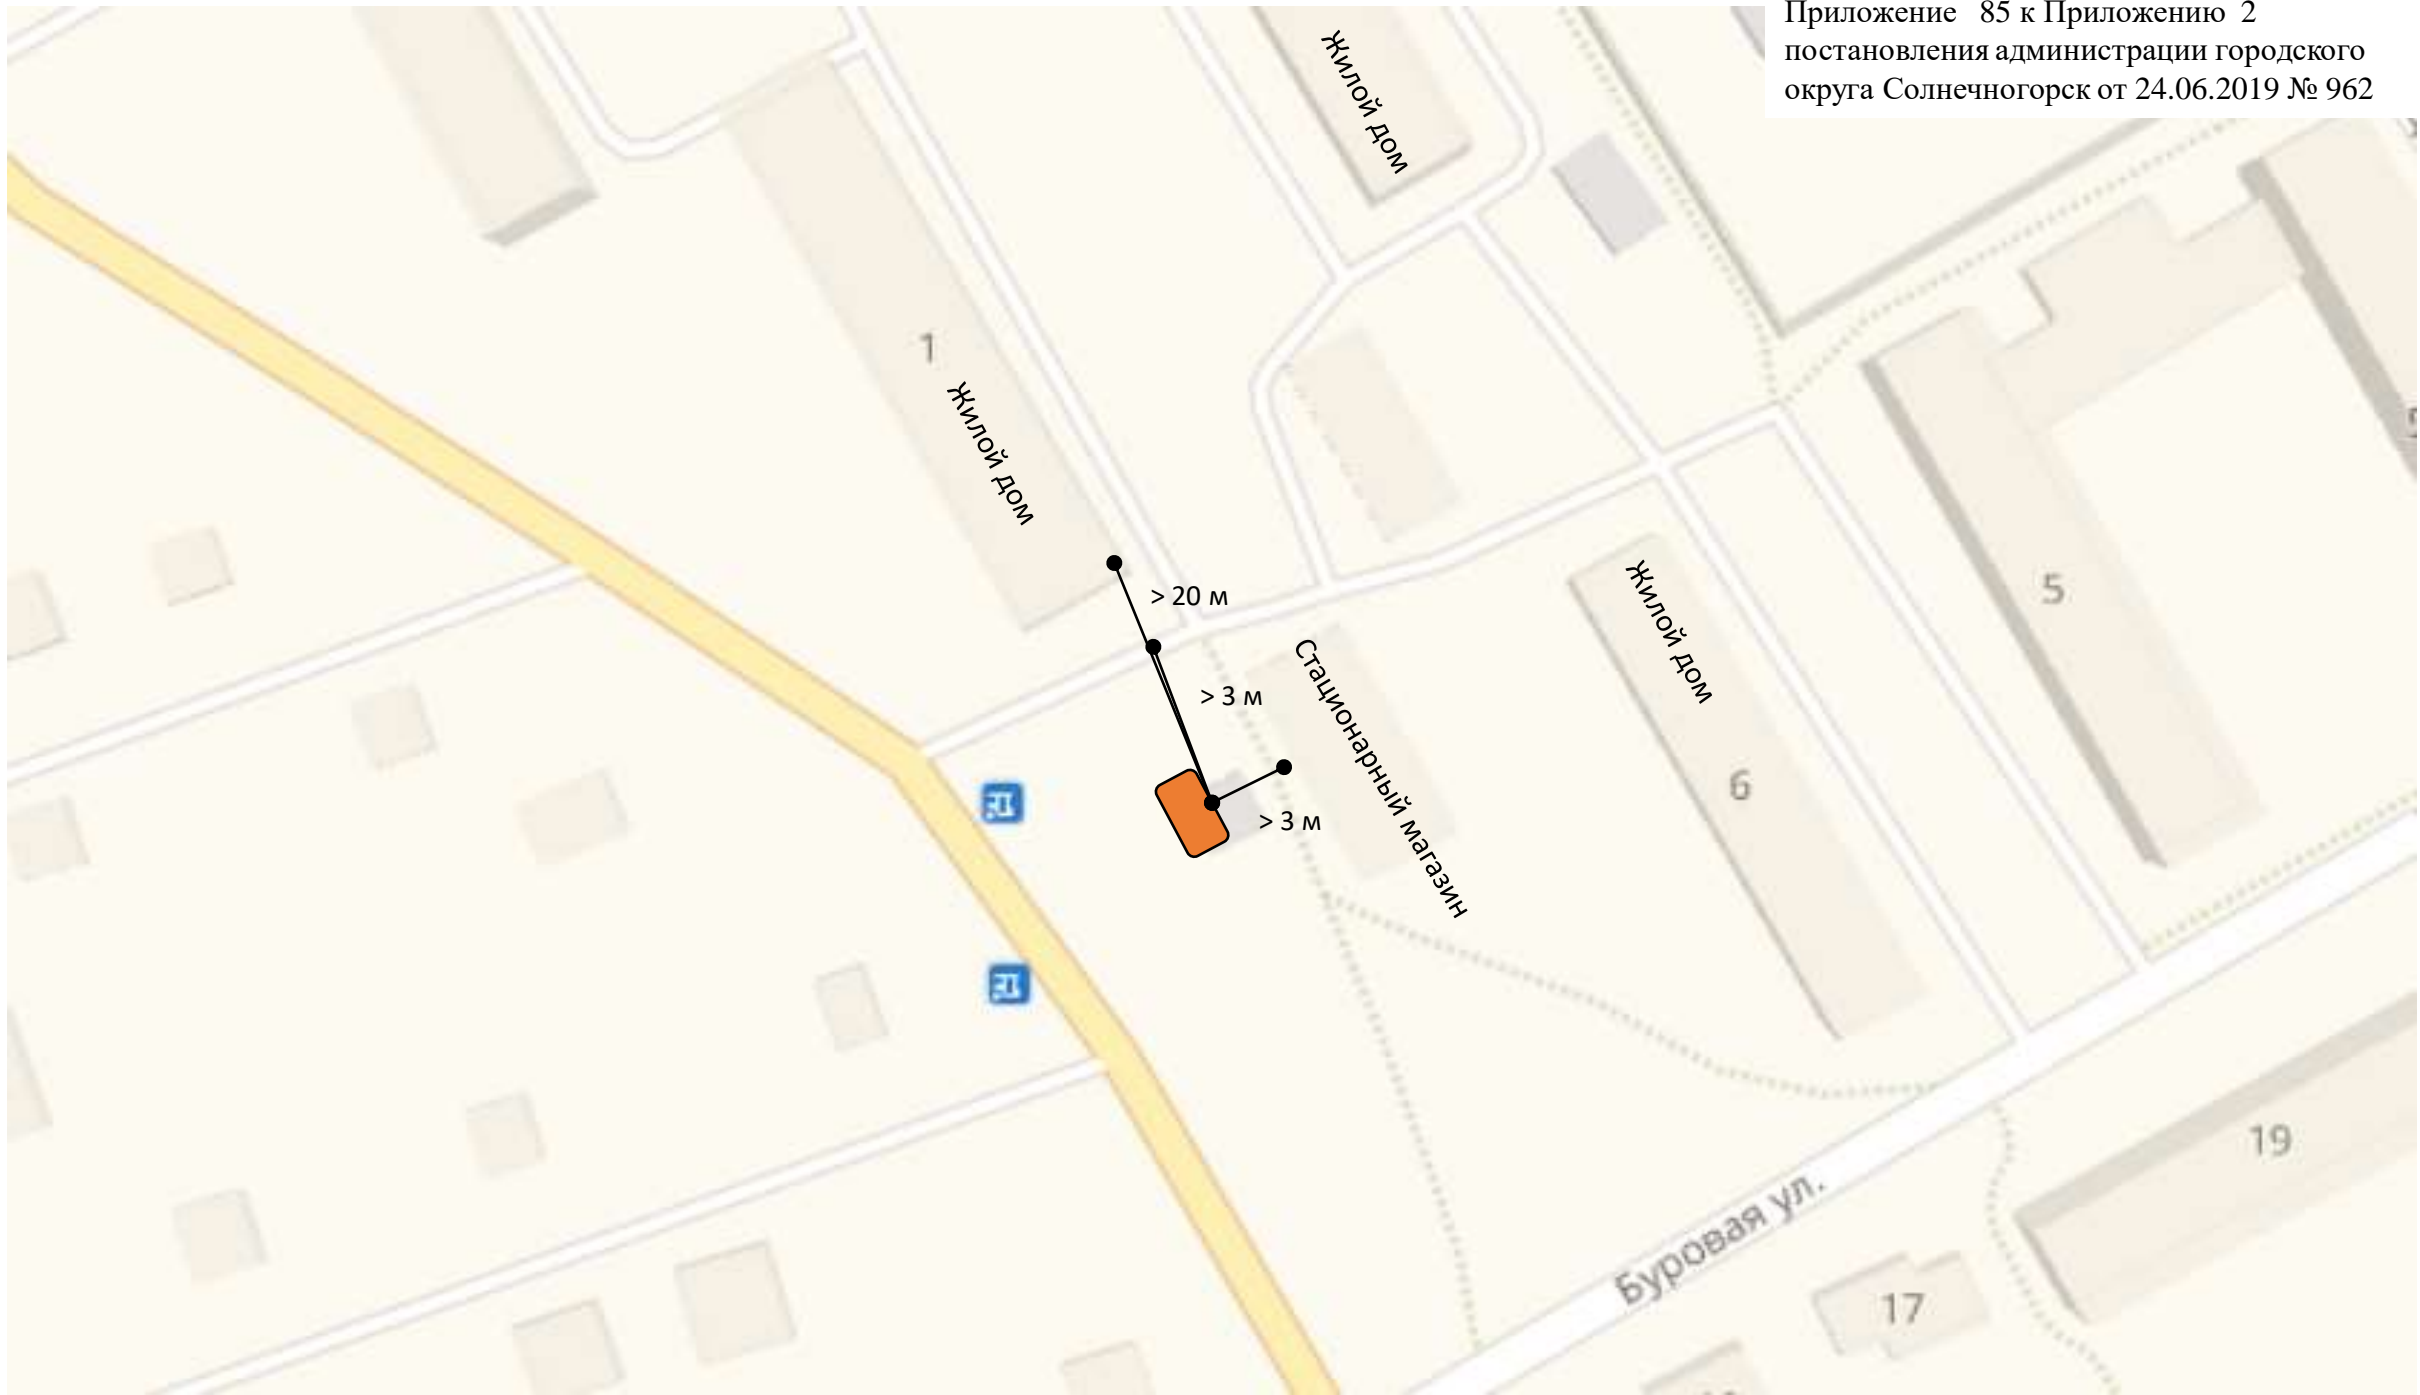 Приложение 85 к Приложению 2
постановления администрации городского
округа Солнечногорск от 24.06.2019 № 962
Жилой дом
1
Жилой дом
> 20 м
> 3 м
> 3 м
Стационарный магазин
Жилой дом
6
5
19
Буровая ул.
17